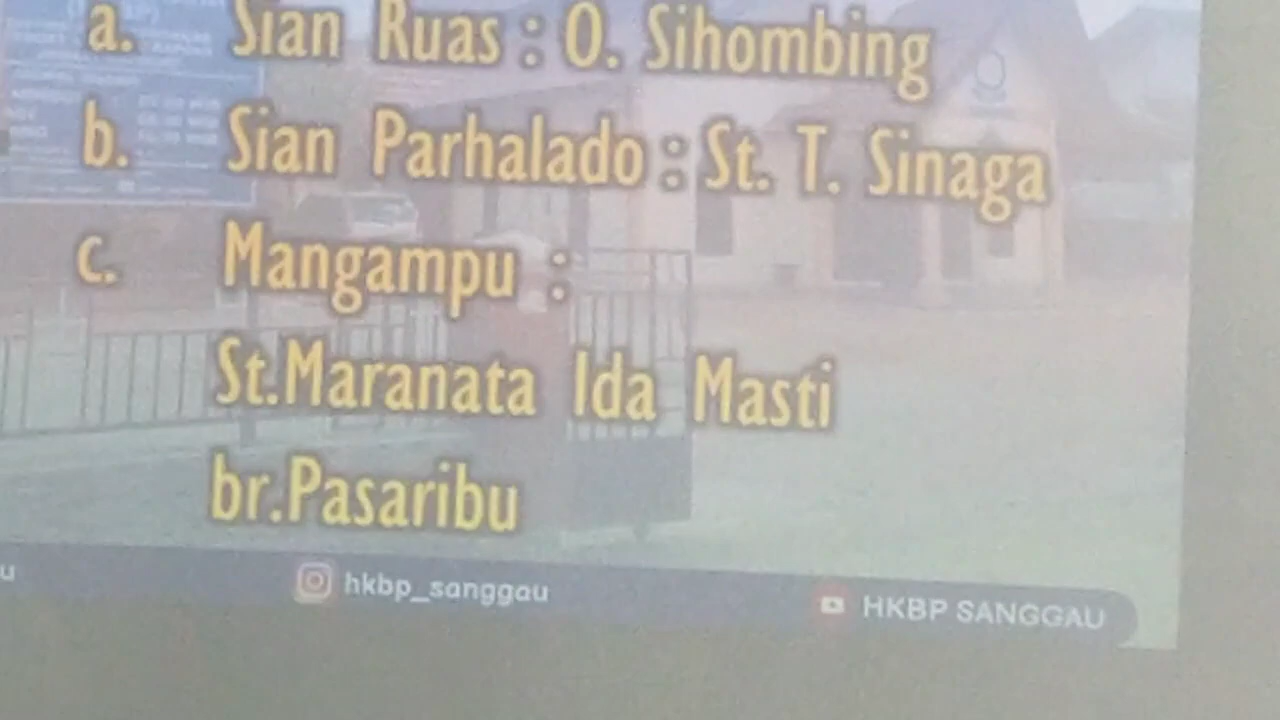 a. Sian Ruas : O. Sihombing
b. Sian Parhalado : St. T. Sinaga
c. Mangampu :
St.Maranata Ida Masti
br.Pasaribu
u hkbp_sanggau HKBP SANGGAU